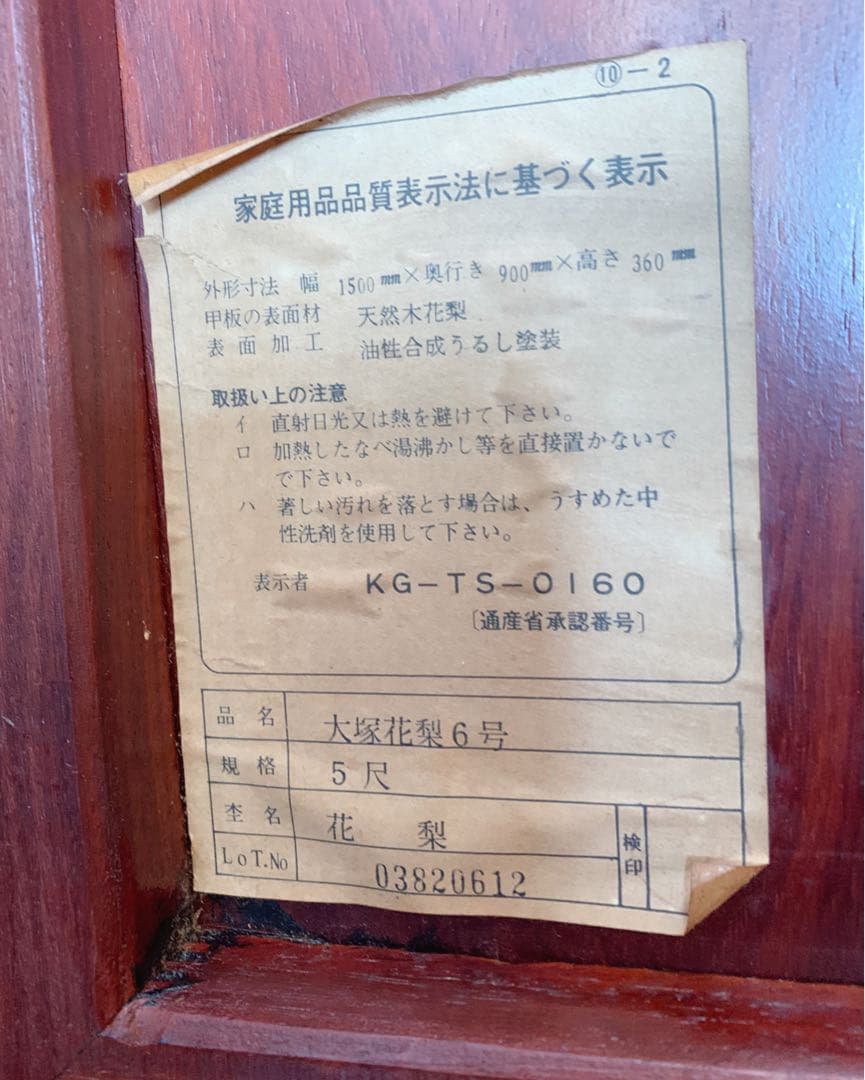 ⑩-2
家庭用品品質表示法に基づく表示
外形寸法 幅 1500㎜×奥行き 900㎜×高さ 360㎜
甲板の表面材 天然木花梨
表面加工 油性合成うるし塗装
取扱い上の注意
イ 直射日光又は熱を避けて下さい。
ロ 加熱したなべ湯沸かし等を直接置かないで
で下さい。
ハ 著しい汚れを落とす場合は、うすめた中
性洗剤を使用して下さい。
表示者 KG-TS-0160
〔通産省承認番号〕
品名 大塚花梨6号
規格 5尺
杢名 花梨
検印
LoT.No 03820612